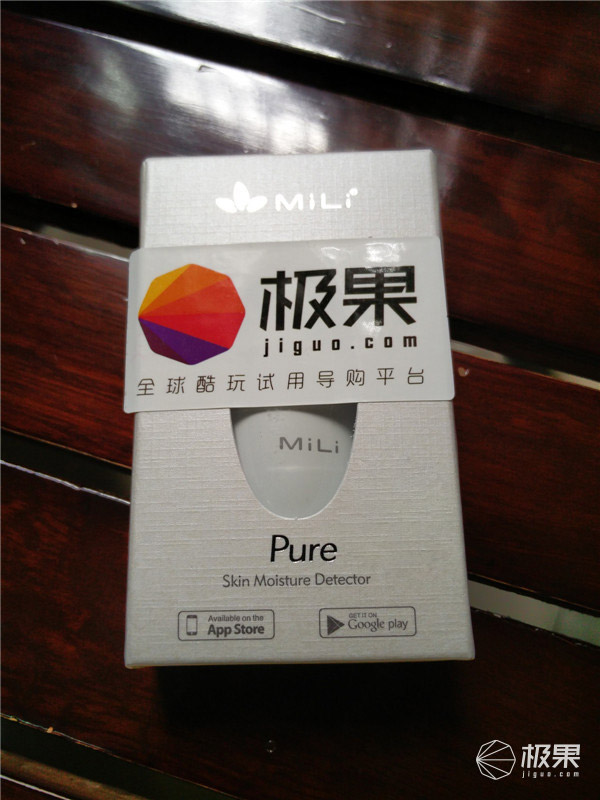 MiLi
极果
jiguo.com
全球酷玩试用导购平台
MiLi
Pure
Skin Moisture Detector
Available on the
App Store
GET IT ON
Google play
极果
jiguo.com